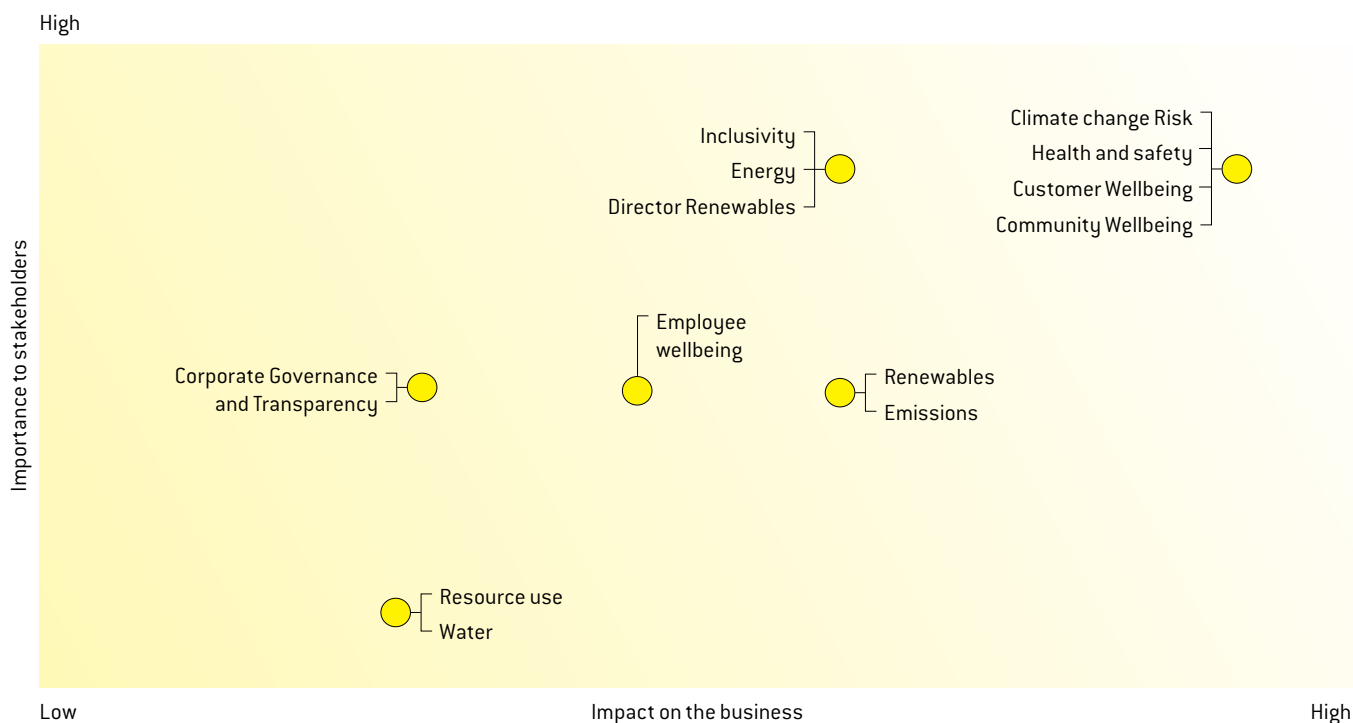 High
Climate change Risk
Health and safety
Customer Wellbeing
Community Wellbeing
Inclusivity
Energy
Director Renewables
Importance to stakeholders
Employee
wellbeing
Corporate Governance
and Transparency
Renewables
Emissions
Resource use
Water
Low
Impact on the business
High